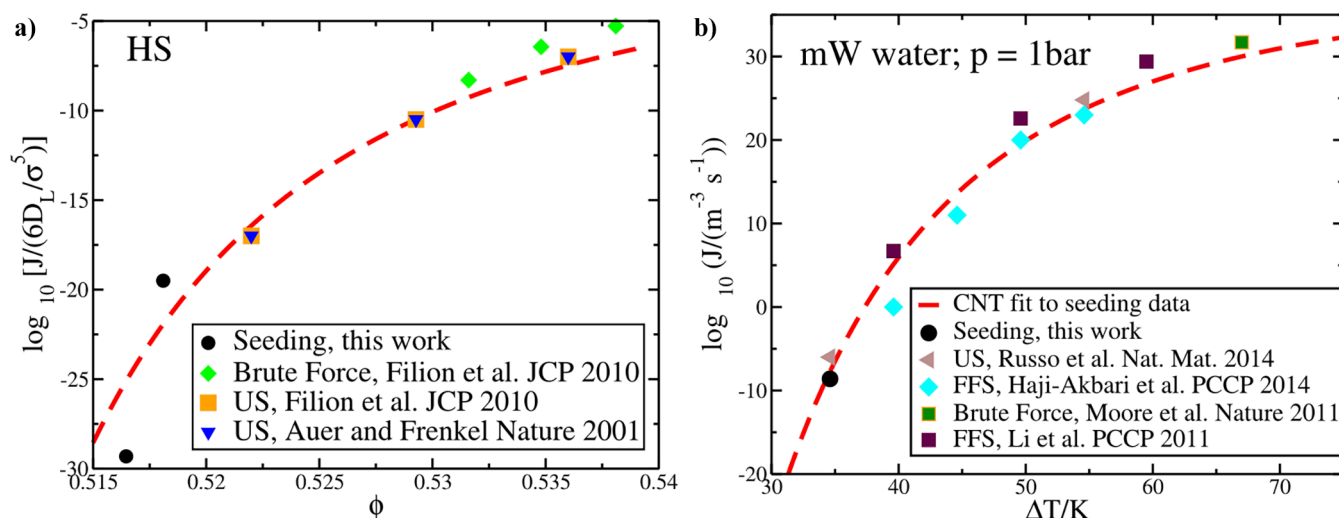 a)
HS
log 10 [J/(6D_L/σ^5)]
-5
-10
-15
-20
-25
-30
0.515
0.52
0.525
0.53
0.535
0.54
ϕ
Seeding, this work
Brute Force, Filion et al. JCP 2010
US, Filion et al. JCP 2010
US, Auer and Frenkel Nature 2001
b)
mW water; p = 1bar
log 10 (J/(m^-3 s^-1))
30
20
10
0
-10
-20
30
40
50
60
70
ΔT/K
CNT fit to seeding data
Seeding, this work
US, Russo et al. Nat. Mat. 2014
FFS, Haji-Akbari et al. PCCP 2014
Brute Force, Moore et al. Nature 2011
FFS, Li et al. PCCP 2011